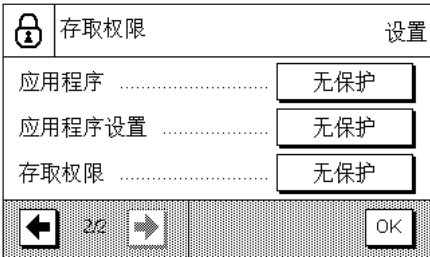 存取权限 设置
应用程序 ........................ 无保护
应用程序设置 ................. 无保护
存取权限 ........................ 无保护
2/2 OK